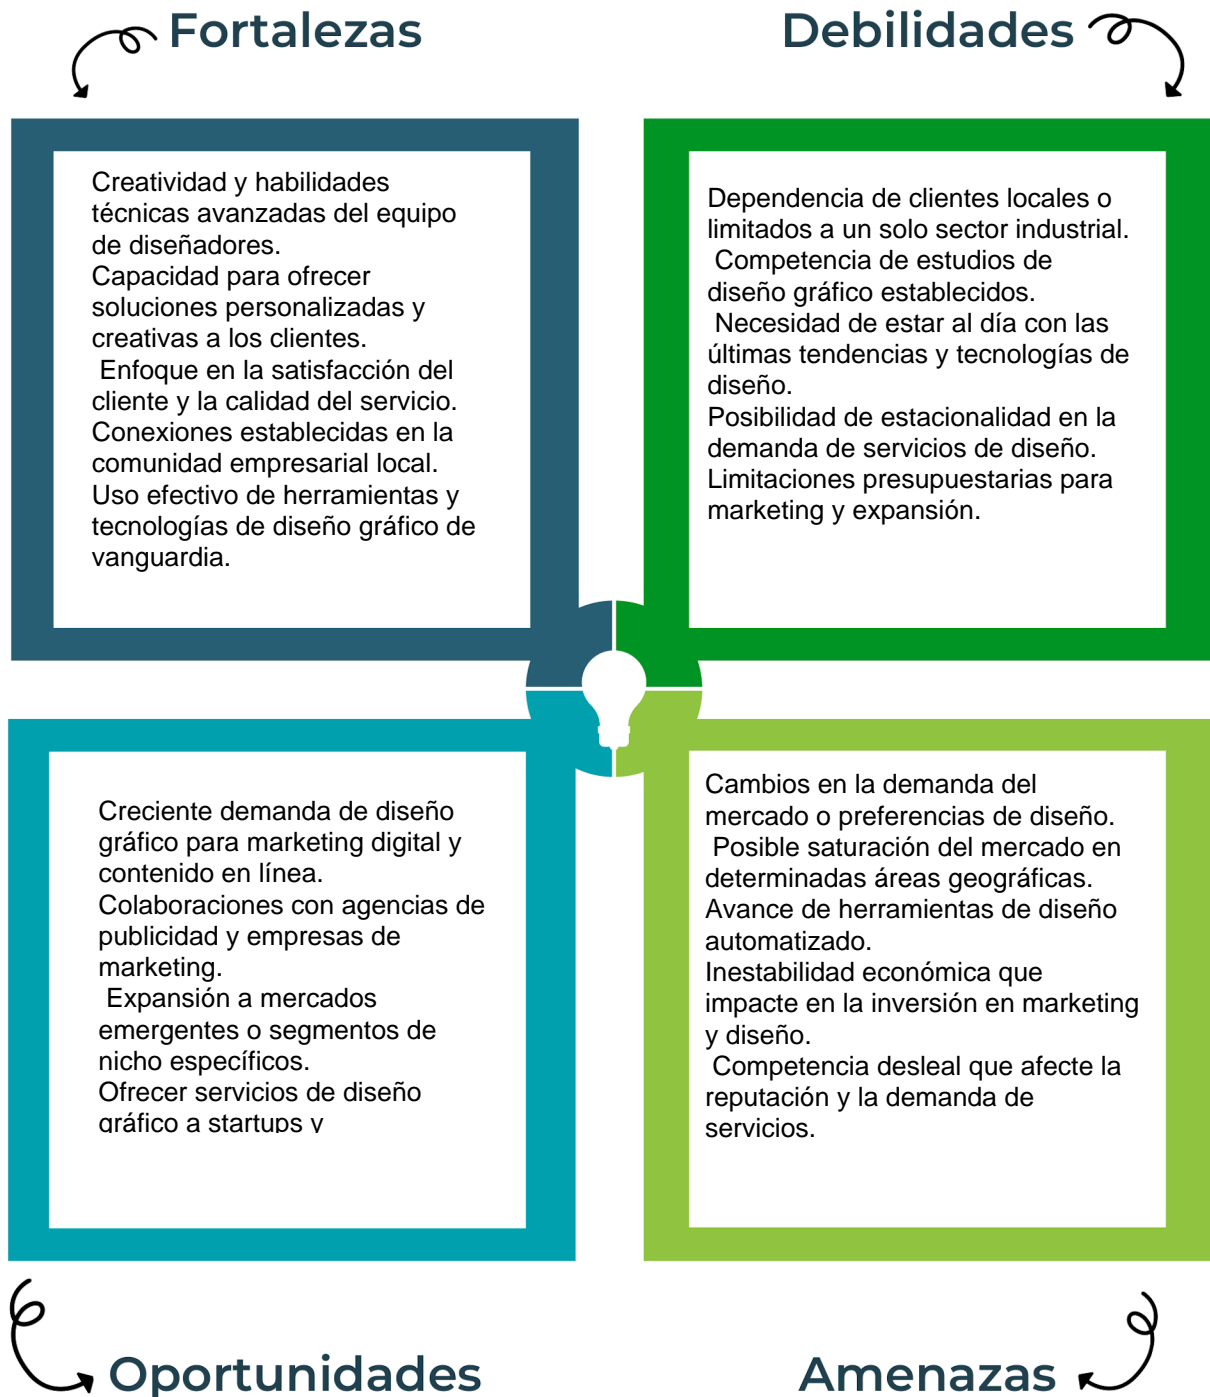 Fortalezas
Creatividad y habilidades
técnicas avanzadas del equipo
de diseñadores.
Capacidad para ofrecer
soluciones personalizadas y
creativas a los clientes.
Enfoque en la satisfacción del
cliente y la calidad del servicio.
Conexiones establecidas en la
comunidad empresarial local.
Uso efectivo de herramientas y
tecnologías de diseño gráfico de
vanguardia.
Debilidades
Dependencia de clientes locales o
limitados a un solo sector industrial.
Competencia de estudios de
diseño gráfico establecidos.
Necesidad de estar al día con las
últimas tendencias y tecnologías de
diseño.
Posibilidad de estacionalidad en la
demanda de servicios de diseño.
Limitaciones presupuestarias para
marketing y expansión.
Creciente demanda de diseño
gráfico para marketing digital y
contenido en línea.
Colaboraciones con agencias de
publicidad y empresas de
marketing.
Expansión a mercados
emergentes o segmentos de
nicho específicos.
Ofrecer servicios de diseño
gráfico a startups y
Oportunidades
Cambios en la demanda del
mercado o preferencias de diseño.
Posible saturación del mercado en
determinadas áreas geográficas.
Avance de herramientas de diseño
automatizado.
Inestabilidad económica que
impacte en la inversión en marketing
y diseño.
Competencia desleal que afecte la
reputación y la demanda de
servicios.
Amenazas